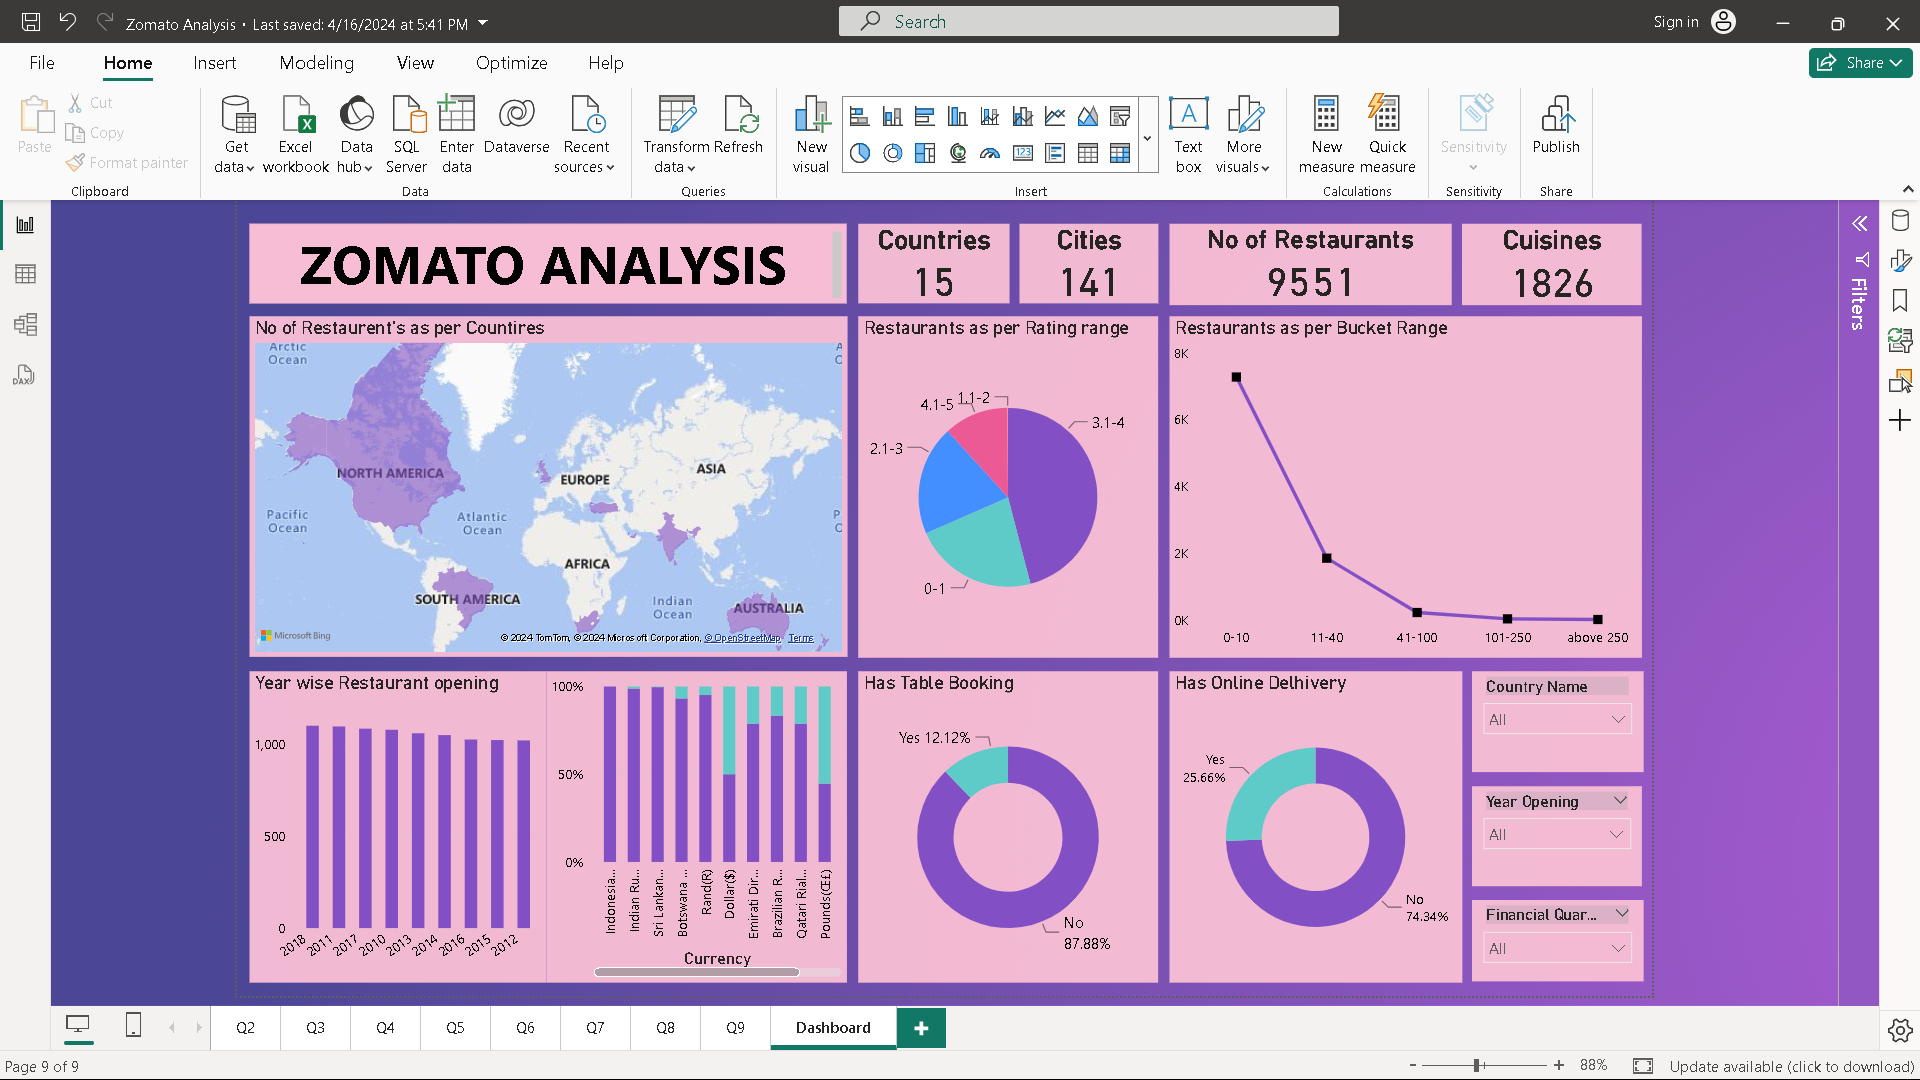 Zomato Analysis • Last saved: 4/16/2024 at 5:41 PM
Search
Sign in
File
Home
Insert
Modeling
View
Optimize
Help
Share
Paste
Cut
Copy
Format painter
Clipboard
Get data
Excel workbook
Data hub
SQL Server
Enter data
Dataverse
Recent sources
Data
Transform data
Refresh
Queries
New visual
123
A
Text box
More visuals
Insert
New measure
Quick measure
Calculations
Sensitivity
Sensitivity
Publish
Share
DAX
ZOMATO ANALYSIS
Countries
15
Cities
141
No of Restaurants
9551
Cuisines
1826
Filters
No of Restaurent's as per Countires
Arctic
Ocean
NORTH AMERICA
EUROPE
ASIA
Pacific
Ocean
Atlantic
Ocean
AFRICA
SOUTH AMERICA
Indian
Ocean
AUSTRALIA
Microsoft Bing
© 2024 TomTom, © 2024 Microsoft Corporation, © OpenStreetMap Terms
Restaurants as per Rating range
1.1-2
4.1-5
3.1-4
2.1-3
0-1
Restaurants as per Bucket Range
8K
6K
4K
2K
0K
0-10
11-40
41-100
101-250
above 250
Year wise Restaurant opening
1,000
500
0
2018
2011
2017
2010
2013
2014
2016
2015
2012
100%
50%
0%
Indonesia...
Indian Ru...
Sri Lankan...
Botswana ...
Rand(R)
Dollar($)
Emirati Dir...
Brazilian R...
Qatari Rial...
Pounds(Œ£)
Currency
Has Table Booking
Yes 12.12%
No
87.88%
Has Online Delhivery
Yes
25.66%
No
74.34%
Country Name
All
Year Opening
All
Financial Quar...
All
Q2
Q3
Q4
Q5
Q6
Q7
Q8
Q9
Dashboard
Page 9 of 9
88%
Update available (click to download)